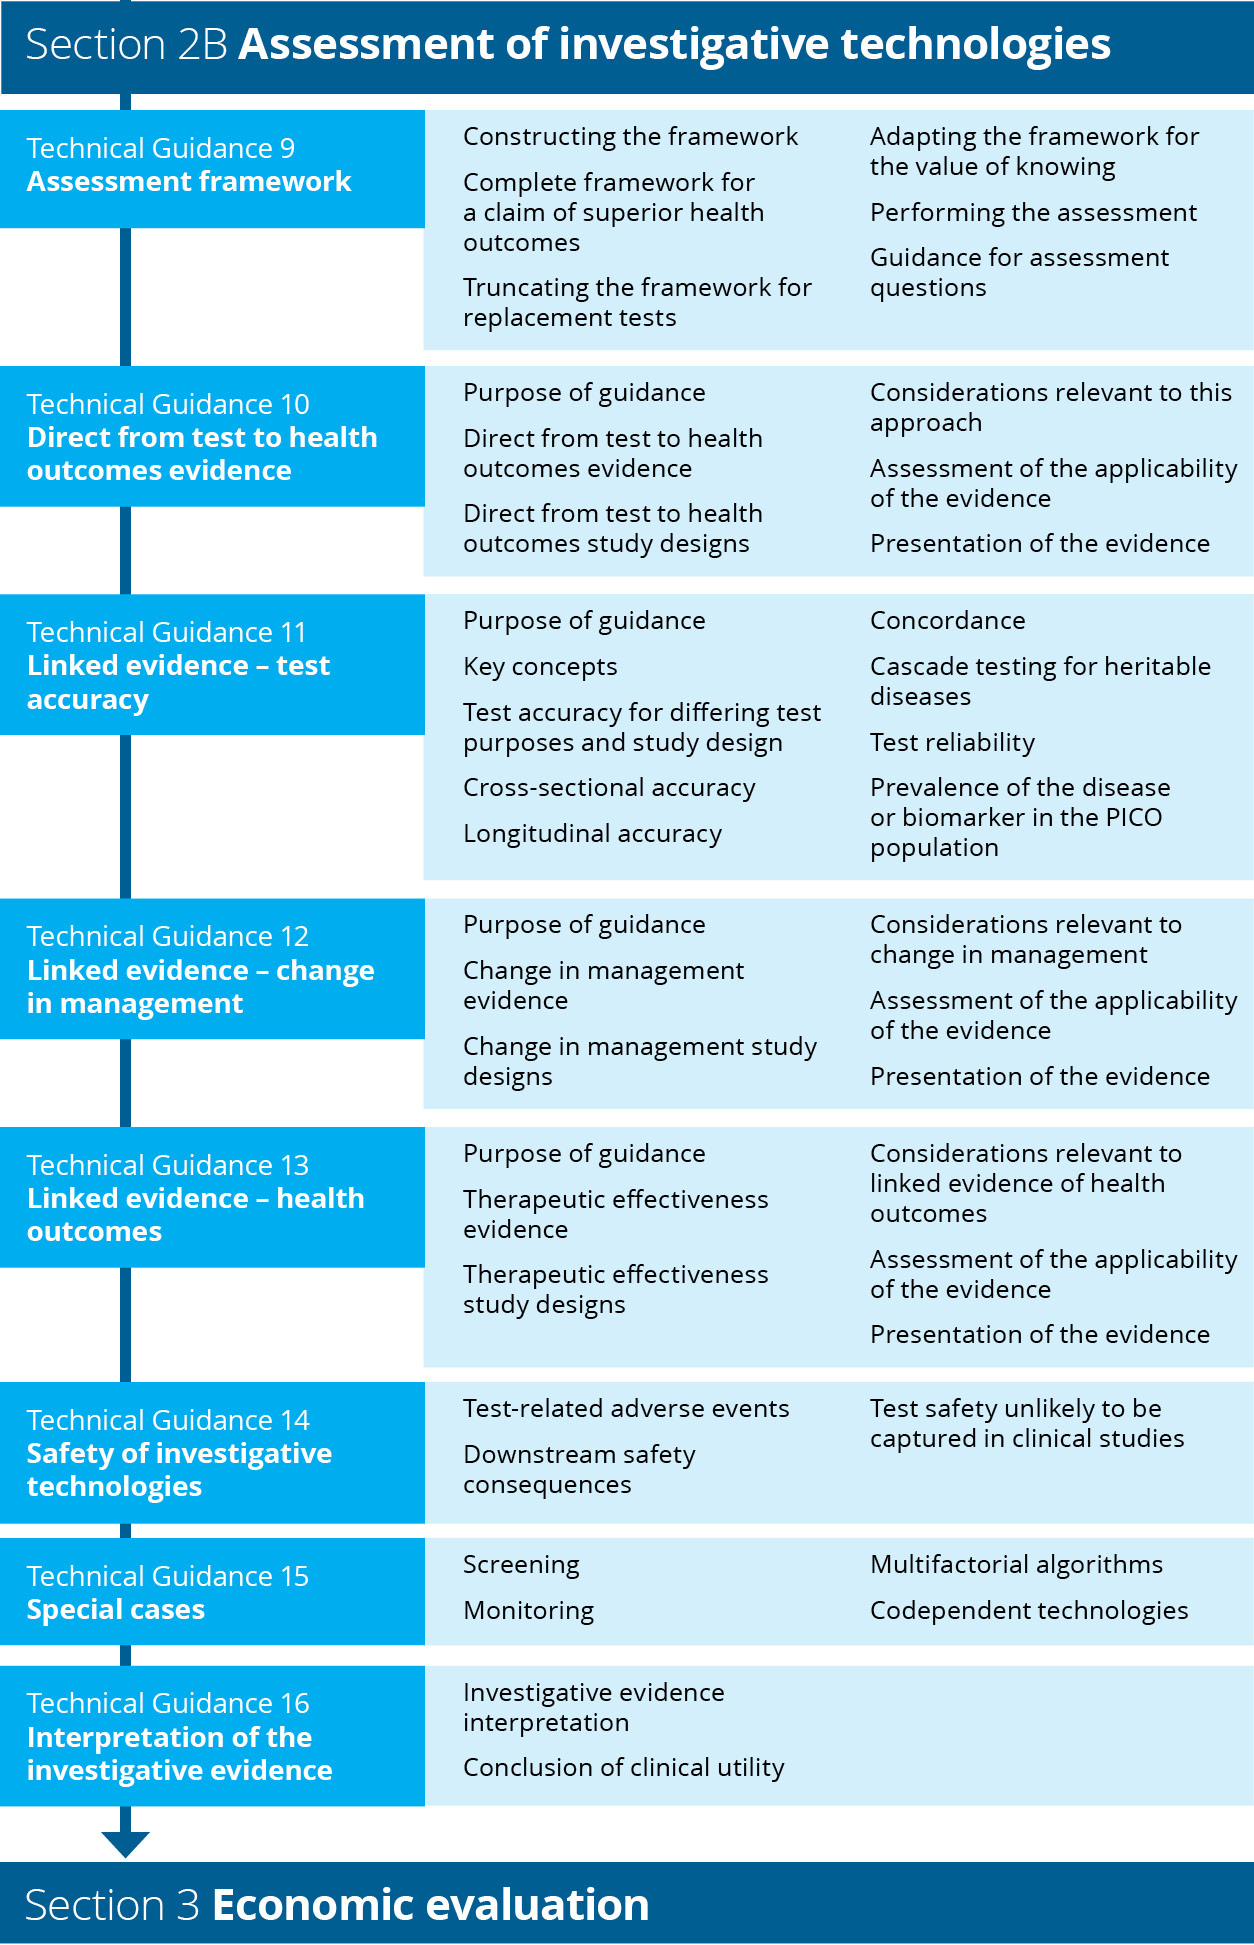 Section 2B Assessment of investigative technologies
Technical Guidance 9
Assessment framework
Constructing the framework
Complete framework for
a claim of superior health
outcomes
Truncating the framework for
replacement tests
Adapting the framework for
the value of knowing
Performing the assessment
Guidance for assessment
questions
Technical Guidance 10
Direct from test to health
outcomes evidence
Purpose of guidance
Direct from test to health
outcomes evidence
Direct from test to health
outcomes study designs
Considerations relevant to this
approach
Assessment of the applicability
of the evidence
Presentation of the evidence
Technical Guidance 11
Linked evidence – test
accuracy
Purpose of guidance
Key concepts
Test accuracy for differing test
purposes and study design
Cross-sectional accuracy
Longitudinal accuracy
Concordance
Cascade testing for heritable
diseases
Test reliability
Prevalence of the disease
or biomarker in the PICO
population
Technical Guidance 12
Linked evidence – change
in management
Purpose of guidance
Change in management
evidence
Change in management study
designs
Considerations relevant to
change in management
Assessment of the applicability
of the evidence
Presentation of the evidence
Technical Guidance 13
Linked evidence – health
outcomes
Purpose of guidance
Therapeutic effectiveness
evidence
Therapeutic effectiveness
study designs
Considerations relevant to
linked evidence of health
outcomes
Assessment of the applicability
of the evidence
Presentation of the evidence
Technical Guidance 14
Safety of investigative
technologies
Test-related adverse events
Downstream safety
consequences
Test safety unlikely to be
captured in clinical studies
Technical Guidance 15
Special cases
Screening
Monitoring
Multifactorial algorithms
Codependent technologies
Technical Guidance 16
Interpretation of the
investigative evidence
Investigative evidence
interpretation
Conclusion of clinical utility
Section 3 Economic evaluation